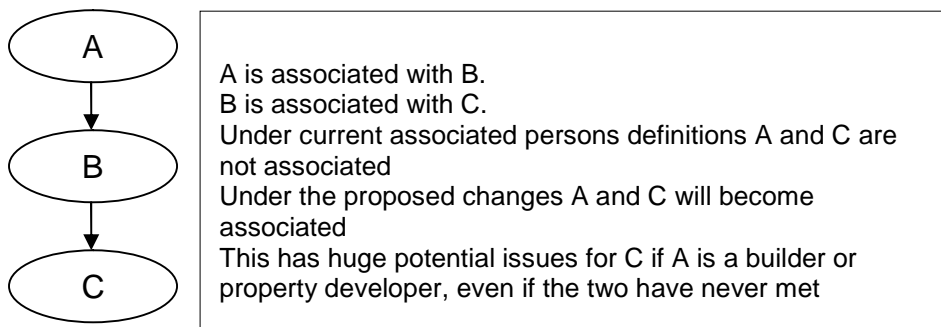 A
B
C
A is associated with B.
B is associated with C.
Under current associated persons definitions A and C are
not associated
Under the proposed changes A and C will become
associated
This has huge potential issues for C if A is a builder or
property developer, even if the two have never met